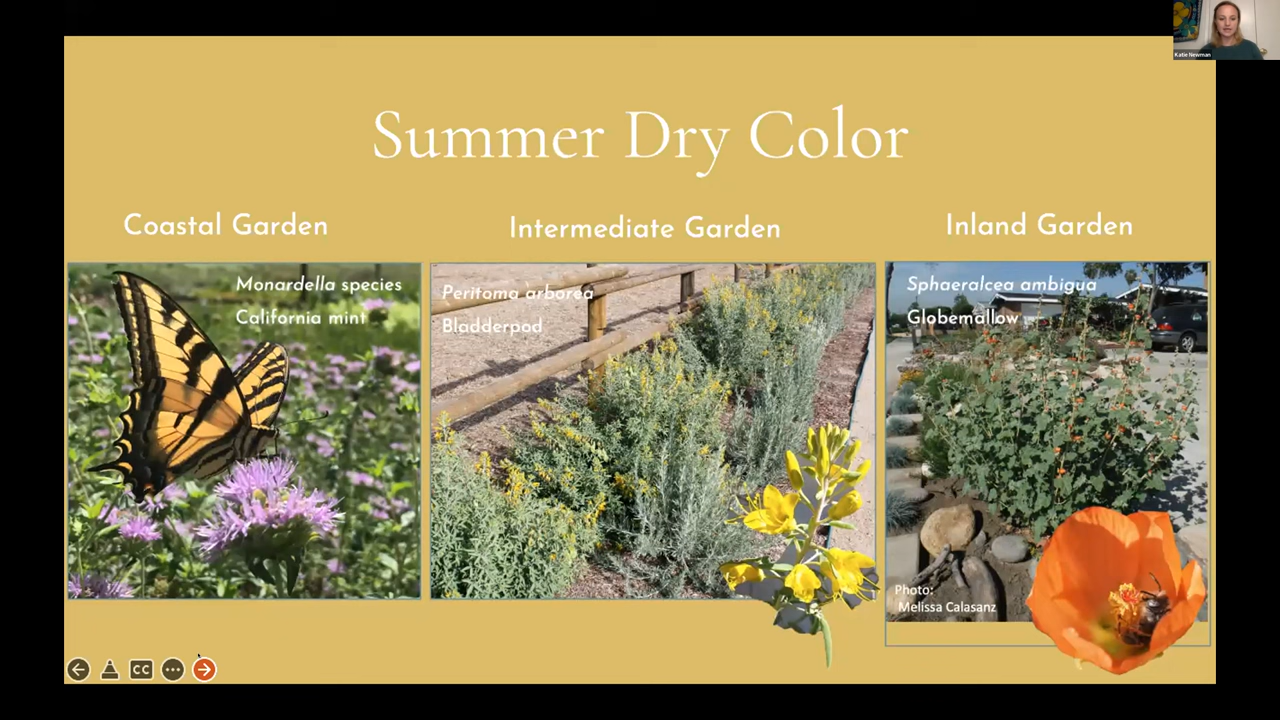 Katie Newman
Summer Dry Color
Coastal Garden
Intermediate Garden
Inland Garden
Monardella species
California mint
Peritoma arborea
Bladderpod
Sphaeralcea ambigua
Globemallow
Photo:
Melissa Calasanz
CC